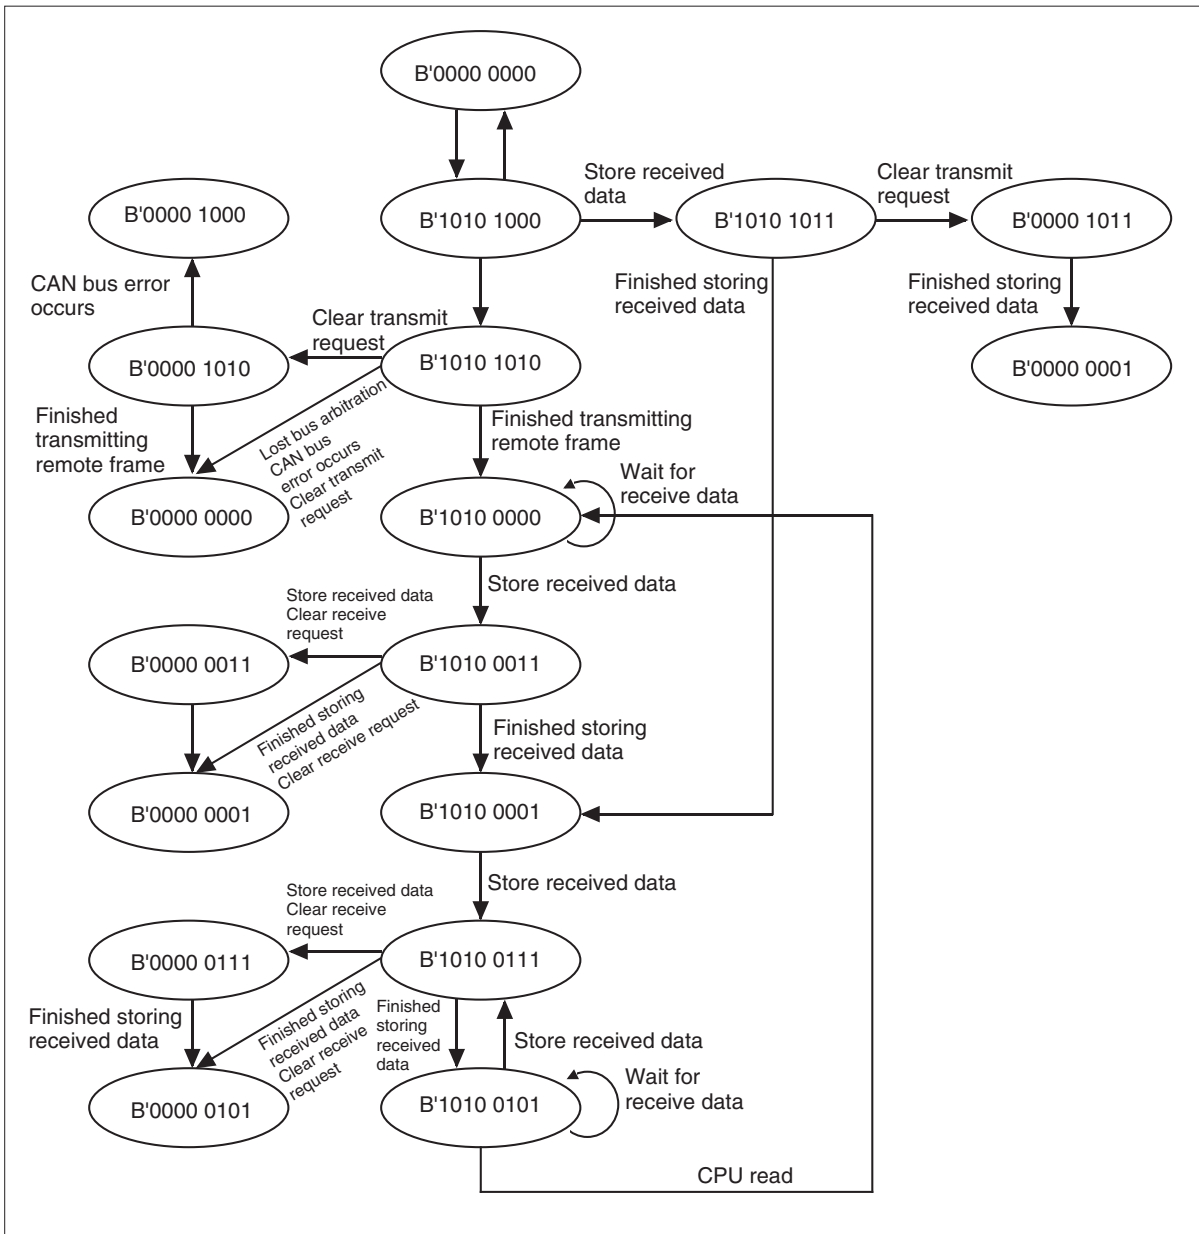 B'0000 0000
Store received
data
Clear transmit
request
B'0000 1000
B'1010 1000
B'1010 1011
B'0000 1011
CAN bus error
occurs
Finished storing
received data
Finished storing
received data
Clear transmit
request
B'0000 1010
B'1010 1010
B'0000 0001
Finished
transmitting
remote frame
Lost bus arbitration
CAN bus
error occurs
Clear transmit
request
Finished transmitting
remote frame
Wait for
receive data
B'0000 0000
B'1010 0000
Store received data
Store received data
Clear receive
request
B'0000 0011
B'1010 0011
Finished storing
received data
Clear receive request
Finished storing
received data
B'0000 0001
B'1010 0001
Store received data
Store received data
Clear receive
request
B'0000 0111
B'1010 0111
Finished storing
received data
Finished storing
received data
Clear receive
request
Finished
storing
received
data
Store received data
Wait for
receive data
B'0000 0101
B'1010 0101
CPU read